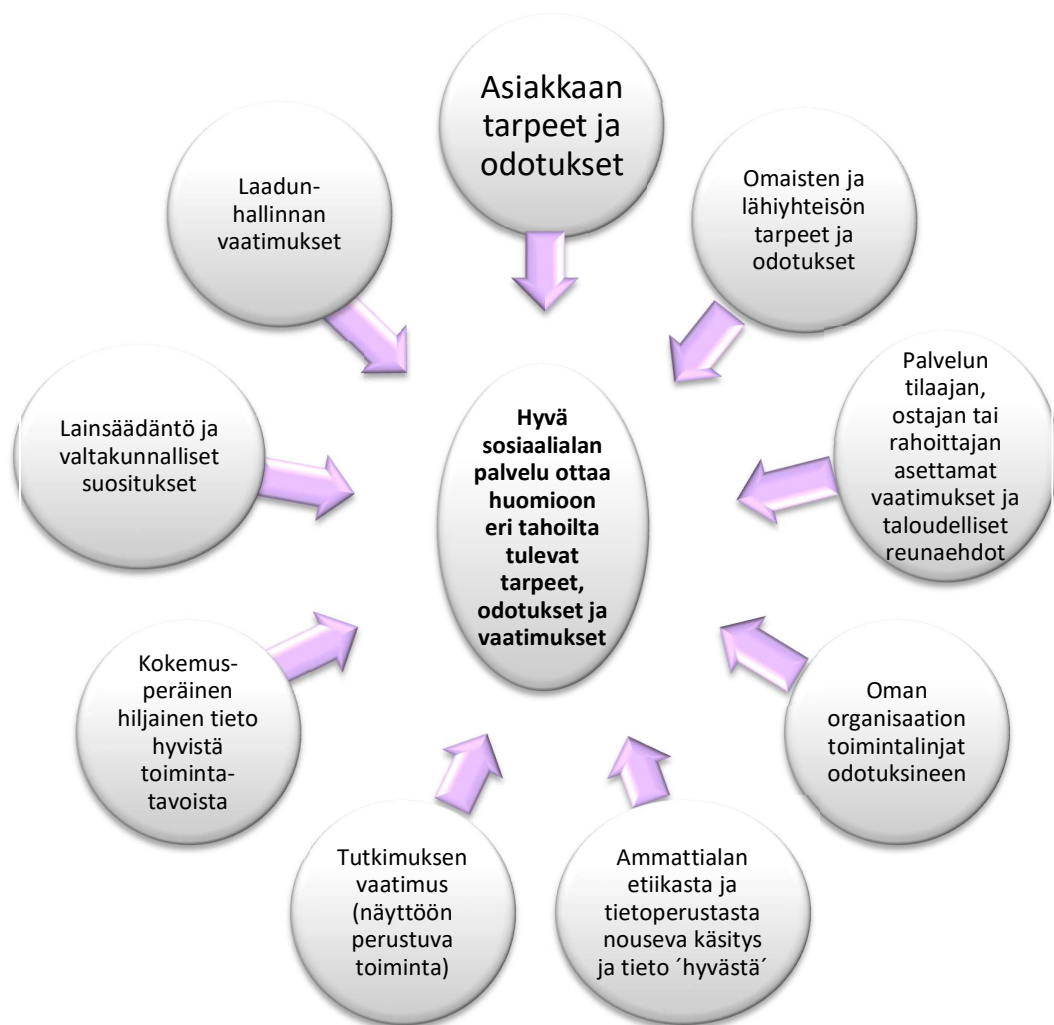 Asiakkaan
tarpeet ja
odotukset
Omaisten ja
lähiyhteisön
tarpeet ja
odotukset
Palvelun
tilaajan,
ostajan tai
rahoittajan
asettamat
vaatimukset ja
taloudelliset
reunaehdot
Oman
organisaation
toimintalinjat
odotuksineen
Ammattialan
etiikasta ja
tietoperustasta
nouseva käsitys
ja tieto ´hyvästä´
Tutkimuksen
vaatimus
(näyttöön
perustuva
toiminta)
Kokemus-
peräinen
hiljainen tieto
hyvistä
toiminta-
tavoista
Lainsäädäntö ja
valtakunnalliset
suositukset
Laadun-
hallinnan
vaatimukset
Hyvä
sosiaalialan
palvelu ottaa
huomioon
eri tahoilta
tulevat
tarpeet,
odotukset ja
vaatimukset